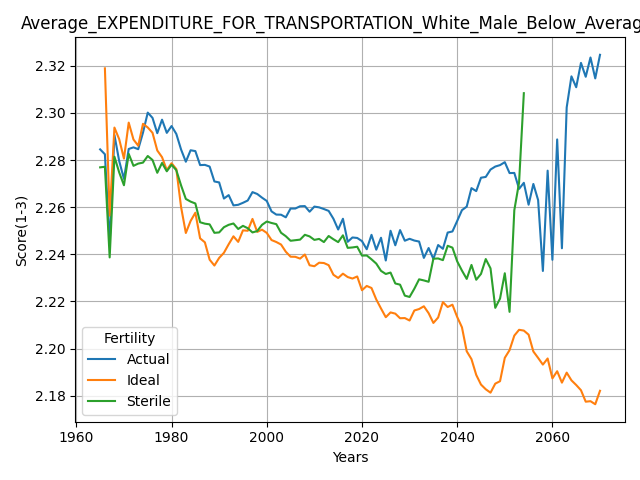 Average_EXPENDITURE_FOR_TRANSPORTATION_White_Male_Below_Averag
2.32
2.30
2.28
2.26
2.24
2.22
2.20
2.18
Score(1-3)
Fertility
Actual
Ideal
Sterile
1960 1980 2000 2020 2040 2060
Years